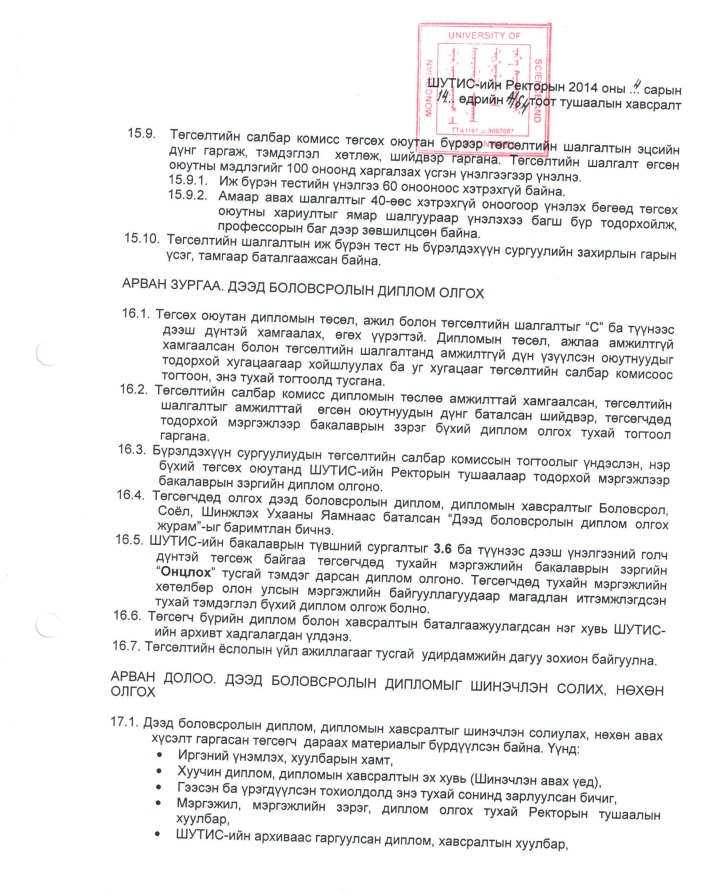 UNIVERSITY OF
MONGOLIAN
SCIENCE AND
ШУТИС-ийн Ректорын 2014 оны 4 сарын
14 өдрийн А/64 тоот тушаалын хавсралт
15.9. Төгсөлтийн салбар комисс төгсөх оюутан бүрээр төгсөлтийн шалгалтын эцсийн
дүнг гаргаж, тэмдэглэл хөтлөж, шийдвэр гаргана. Төгсөлтийн шалгалт өгсөн
оюутны мэдлэгийг 100 оноонд харгалзах үсгэн үнэлгээгээр үнэлнэ.
15.9.1. Иж бүрэн тестийн үнэлгээ 60 онооноос хэтрэхгүй байна.
15.9.2. Амаар авах шалгалтыг 40-өөс хэтрэхгүй оноогоор үнэлэх бөгөөд төгсөх
оюутны хариултыг ямар шалгуураар үнэлэхээ багш бүр тодорхойлж,
профессорын баг дээр зөвшилцсөн байна.
15.10. Төгсөлтийн шалгалтын иж бүрэн тест нь бүрэлдэхүүн сургуулийн захирлын гарын
үсэг, тамгаар баталгаажсан байна.
АРВАН ЗУРГАА. ДЭЭД БОЛОВСРОЛЫН ДИПЛОМ ОЛГОХ
16.1. Төгсөх оюутан дипломын төсөл, ажил болон төгсөлтийн шалгалтыг “С” ба түүнээс
дээш дүнтэй хамгаалах, өгөх үүрэгтэй. Дипломын төсөл, ажлаа амжилтгүй
хамгаалсан болон төгсөлтийн шалгалтанд амжилтгүй дүн үзүүлсэн оюутнуудыг
тодорхой хугацаагаар хойшлуулах ба уг хугацааг төгсөлтийн салбар комисоос
тогтоон, энэ тухай тогтоолд тусгана.
16.2. Төгсөлтийн салбар комисс дипломын төслөө амжилттай хамгаалсан, төгсөлтийн
шалгалтыг амжилттай өгсөн оюутнуудын дүнг баталсан шийдвэр, төгсөгчдөд
тодорхой мэргэжлээр бакалаврын зэрэг бүхий диплом олгох тухай тогтоол
гаргана.
16.3. Бүрэлдэхүүн сургуулиудын төгсөлтийн салбар комиссын тогтоолыг үндэслэн, нэр
бүхий төгсөх оюутанд ШУТИС-ийн Ректорын тушаалаар тодорхой мэргэжлээр
бакалаврын зэргийн диплом олгоно.
16.4. Төгсөгчдөд олгох дээд боловсролын диплом, дипломын хавсралтыг Боловсрол,
Соёл, Шинжлэх Ухааны Яамнаас баталсан “Дээд боловсролын диплом олгох
журам”-ыг баримтлан бичнэ.
16.5. ШУТИС-ийн бакалаврын түвшний сургалтыг 3.6 ба түүнээс дээш үнэлгээний голч
дүнтэй төгсөж байгаа төгсөгчдөд тухайн мэргэжлийн бакалаврын зэргийн
“Онцлох” тусгай тэмдэг дарсан диплом олгоно. Төгсөгчдөд тухайн мэргэжлийн
хөтөлбөр олон улсын мэргэжлийн байгууллагуудаар магадлан итгэмжлэгдсэн
тухай тэмдэглэл бүхий диплом олгож болно.
16.6. Төгсөгч бүрийн диплом болон хавсралтын баталгаажуулагдсан нэг хувь ШУТИС-
ийн архивт хадгалагдан үлдэнэ.
16.7. Төгсөлтийн ёслолын үйл ажиллагааг тусгай удирдамжийн дагуу зохион байгуулна.
АРВАН ДОЛОО. ДЭЭД БОЛОВСРОЛЫН ДИПЛОМЫГ ШИНЭЧЛЭН СОЛИХ, НӨХӨН
ОЛГОХ
17.1. Дээд боловсролын диплом, дипломын хавсралтыг шинэчлэн солиулах, нөхөн авах
хүсэлт гаргасан төгсөгч дараах материалыг бүрдүүлсэн байна. Үүнд:
• Иргэний үнэмлэх, хуулбарын хамт,
• Хуучин диплом, дипломын хавсралтын эх хувь (Шинэчлэн авах үед),
• Гээсэн ба үрэгдүүлсэн тохиолдолд энэ тухай сонинд зарлуулсан бичиг,
• Мэргэжил, мэргэжлийн зэрэг, диплом олгох тухай Ректорын тушаалын
хуулбар,
• ШУТИС-ийн архиваас гаргуулсан диплом, хавсралтын хуулбар,